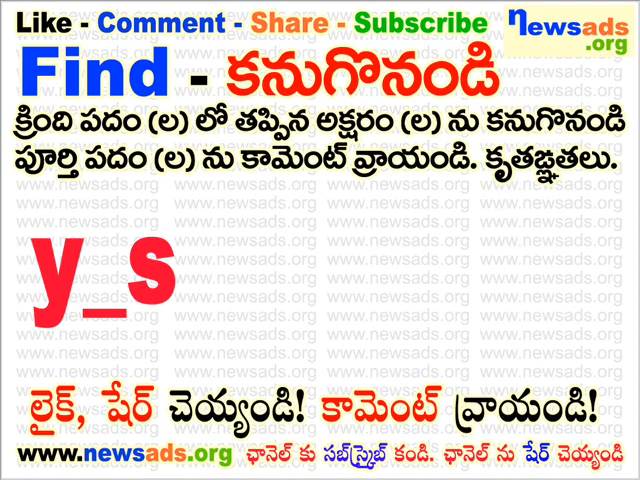 Like - Comment - Share - Subscribe
newsads
.org
Find - కనుగొనండి
క్రింది పదం (ల) లో తప్పిన అక్షరం (ల) ను కనుగొనండి
పూర్తి పదం (ల) ను కామెంట్ వ్రాయండి. కృతఙ్ఞతలు.
y_s
లైక్, షేర్ చెయ్యండి! కామెంట్ వ్రాయండి!
www.newsads.org ఛానెల్ కు సబ్‌స్క్రైబ్ కండి. ఛానెల్ ను షేర్ చెయ్యండి